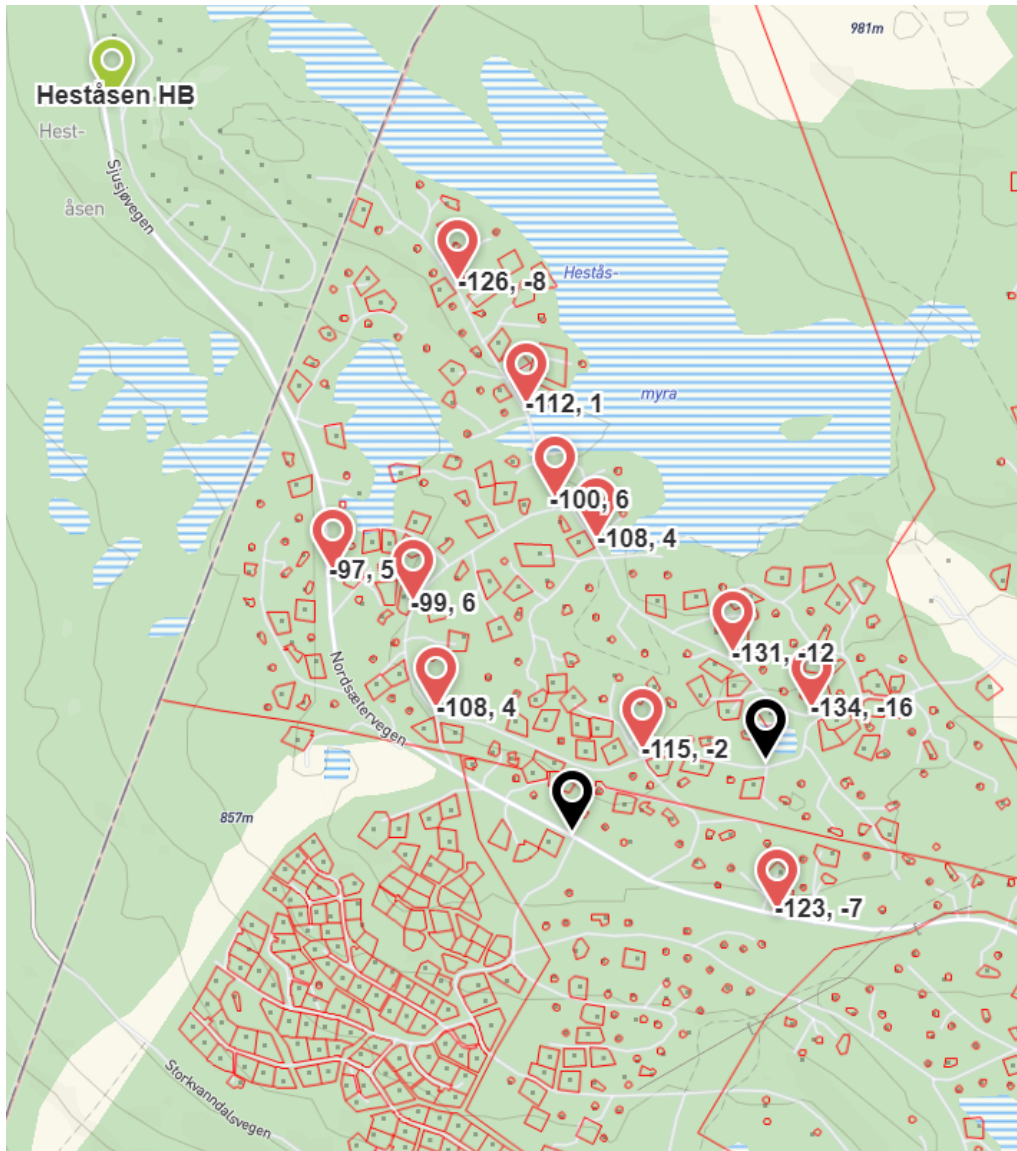 981m
Heståsen HB
Hest-
åsen
Sjusjøvegen
-126, -8
Hestås-
-112, 1
myra
-100, 6
-108, 4
-97, 5
-99, 6
-131, -12
Nordsætervegen
-108, 4
-134, -16
-115, -2
857m
-123, -7
Storkvanndalsvegen